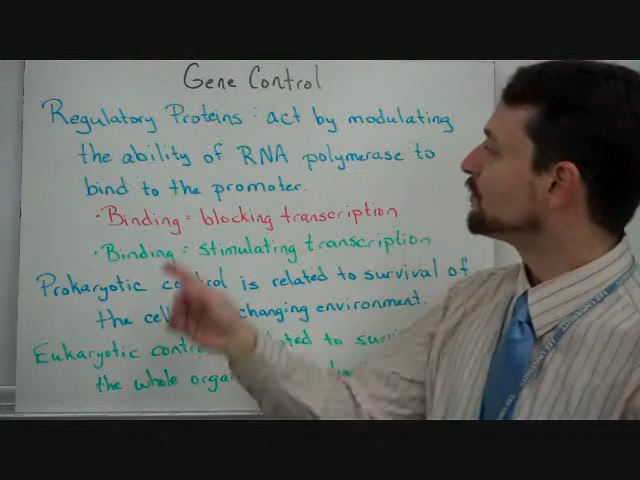 Gene Control
Regulatory Proteins: act by modulating
the ability of RNA polymerase to
bind to the promoter.
· Binding = blocking transcription
· Binding = stimulating transcription
Prokaryotic control is related to survival of
the cell changing environment.
Eukaryotic to
the whole